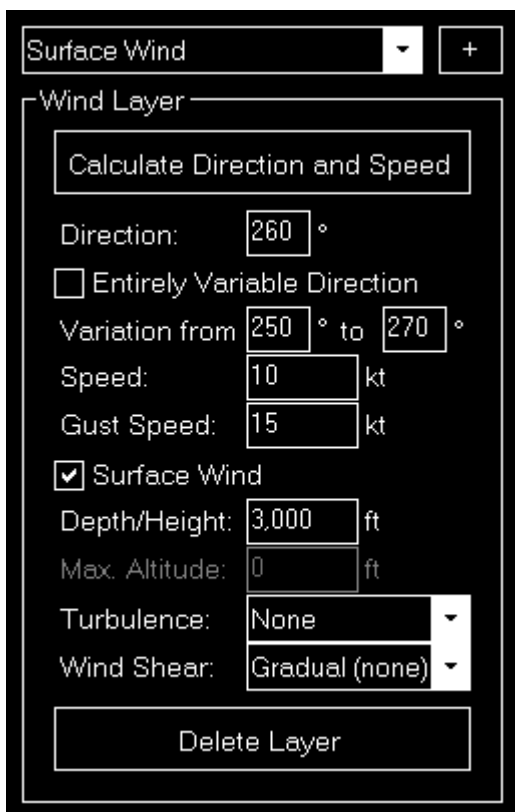 Surface Wind +
Wind Layer
Calculate Direction and Speed
Direction: 260 °
Entirely Variable Direction
Variation from 250 ° to 270 °
Speed: 10 kt
Gust Speed: 15 kt
Surface Wind
Depth/Height: 3,000 ft
Max. Altitude: 0 ft
Turbulence: None
Wind Shear: Gradual (none)
Delete Layer